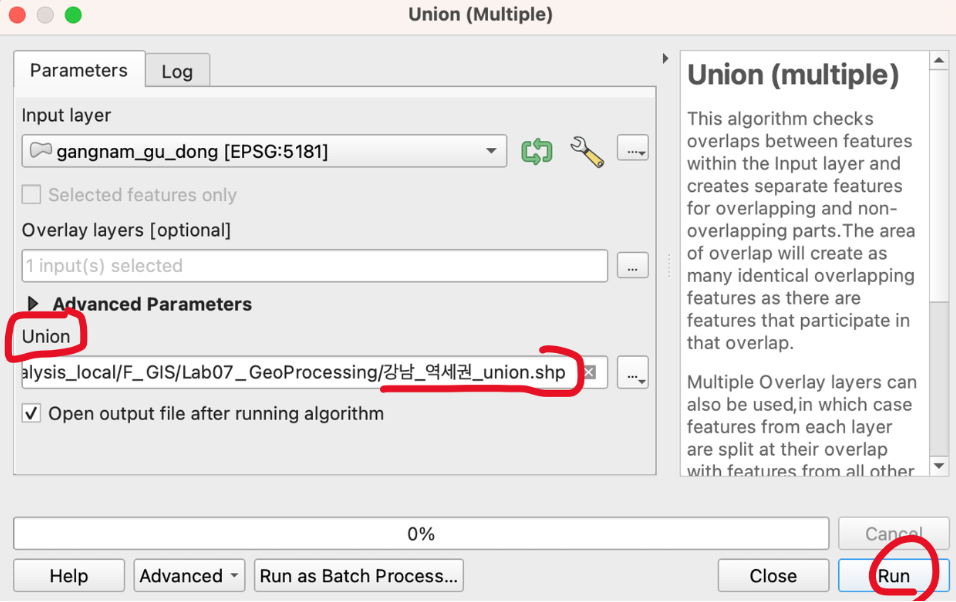 Union (Multiple)
Parameters
Log
Input layer
gangnam_gu_dong [EPSG:5181]
...
Selected features only
Overlay layers [optional]
1 input(s) selected
...
Advanced Parameters
Union
alysis_local/F_GIS/Lab07_GeoProcessing/강남_역세권_union.shp
...
Open output file after running algorithm
Union (multiple)
This algorithm checks
overlaps between features
within the Input layer and
creates separate features
for overlapping and non-
overlapping parts.The area
of overlap will create as
many identical overlapping
features as there are
features that participate in
that overlap.
Multiple Overlay layers can
also be used,in which case
features from each layer
are split at their overlap
with features from all other
0%
Cancel
Help
Advanced
Run as Batch Process...
Close
Run